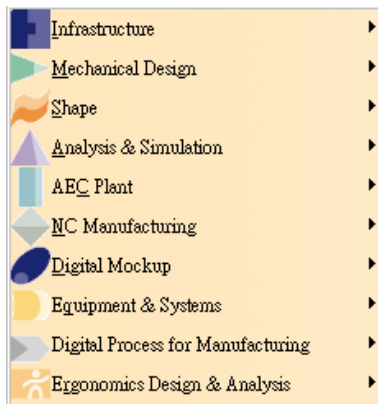 Infrastructure
Mechanical Design
Shape
Analysis & Simulation
AEC Plant
NC Manufacturing
Digital Mockup
Equipment & Systems
Digital Process for Manufacturing
Ergonomics Design & Analysis